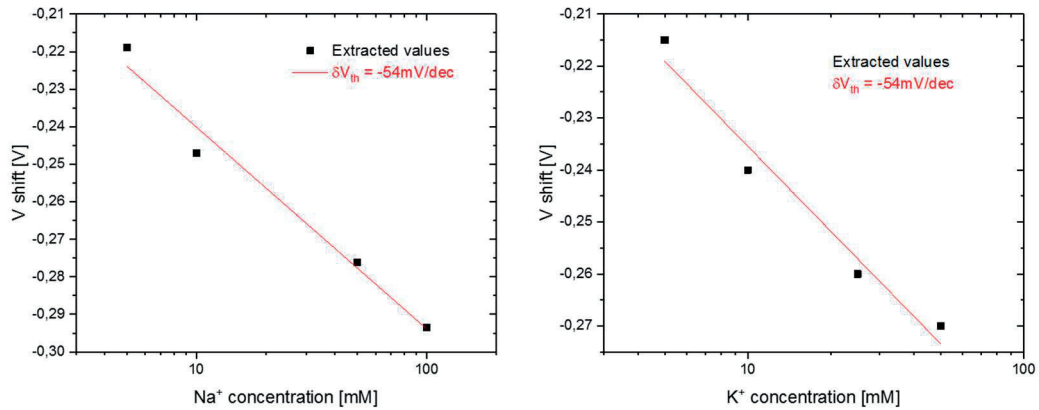 -0,21
-0,22
-0,23
-0,24
-0,25
-0,26
-0,27
-0,28
-0,29
-0,30
V shift [V]
10
100
Na⁺ concentration [mM]
Extracted values
δV_th = -54mV/dec
-0,21
-0,22
-0,23
-0,24
-0,25
-0,26
-0,27
V shift [V]
10
100
K⁺ concentration [mM]
Extracted values
δV_th = -54mV/dec